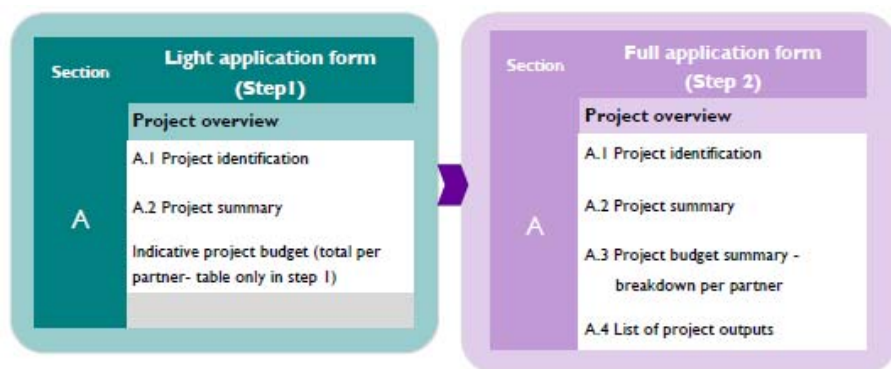 Section
Light application form
(Step1)
Project overview
A
A.1 Project identification
A.2 Project summary
Indicative project budget (total per
partner- table only in step 1)
Section
Full application form
(Step 2)
Project overview
A
A.1 Project identification
A.2 Project summary
A.3 Project budget summary -
breakdown per partner
A.4 List of project outputs